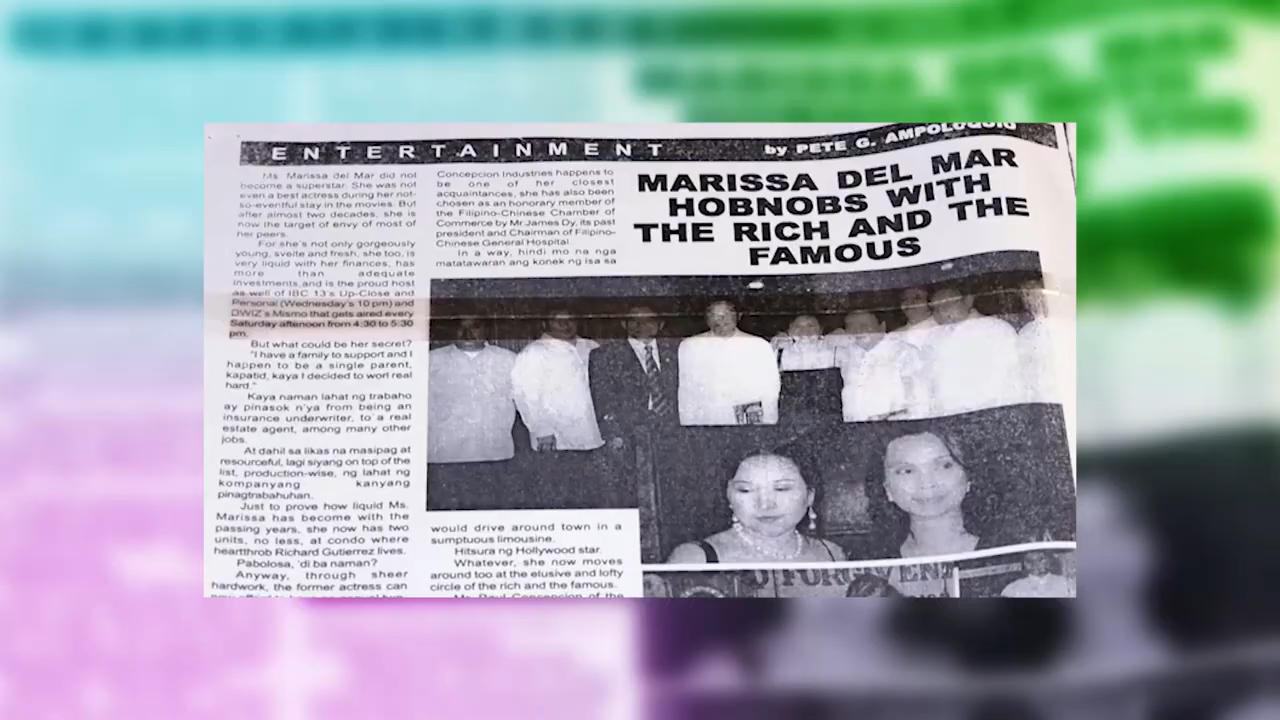 ENTERTAINMENT
by PETE G. AMPOLOQUIO
MARISSA DEL MAR
HOBNOBS WITH
THE RICH AND THE
FAMOUS
Ms. Marissa del Mar did not
become a superstar. She was not
even a best actress during her not-
so-eventful stay in the movies. But
after almost two decades, she is
now the target of envy of most of
her peers.
For she's not only gorgeously
young, svelte and fresh, she too, is
very liquid with her finances, has
more than adequate
investments and is the proud host
as well of IBC 13's Up-Close and
Personal (Wednesday's 10 pm) and
DWIZ's Mismo that gets aired every
Saturday aftenoon from 4:30 to 5:30
pm.
But what could be her secret?
"I have a family to support and I
happen to be a single parent,
kapatid, kaya I decided to worl real
hard."
Kaya naman lahat ng trabaho
ay pinasok n'ya from being an
insurance underwriter, to a real
estate agent, among many other
jobs.
At dahil sa likas na masipag at
resourceful, lagi siyang on top of the
list, production-wise, ng lahat ng
kompanyang kanyang
pinagtrabahuhan.
Just to prove how liquid Ms.
Marissa has become with the
passing years, she now has two
units, no less, at condo where
heartthrob Richard Gutierrez lives.
Pabolosa, 'di ba naman?
Anyway, through sheer
hardwork, the former actress can
would drive around town in a
sumptuous limousine.
Hitsura ng Hollywood star.
Whatever, she now moves
around too at the elusive and lofty
circle of the rich and the famous.
Mr. Raul Concepcion of the
Concepcion Industries happens to
be one of her closest
acquaintances, she has also been
chosen as an honorary member of
the Filipino-Chinese Chamber of
Commerce by Mr. James Dy, its past
president and Chairman of Filipino-
Chinese General Hospital.
In a way, hindi mo na nga
matatawaran ang konek ng isa sa